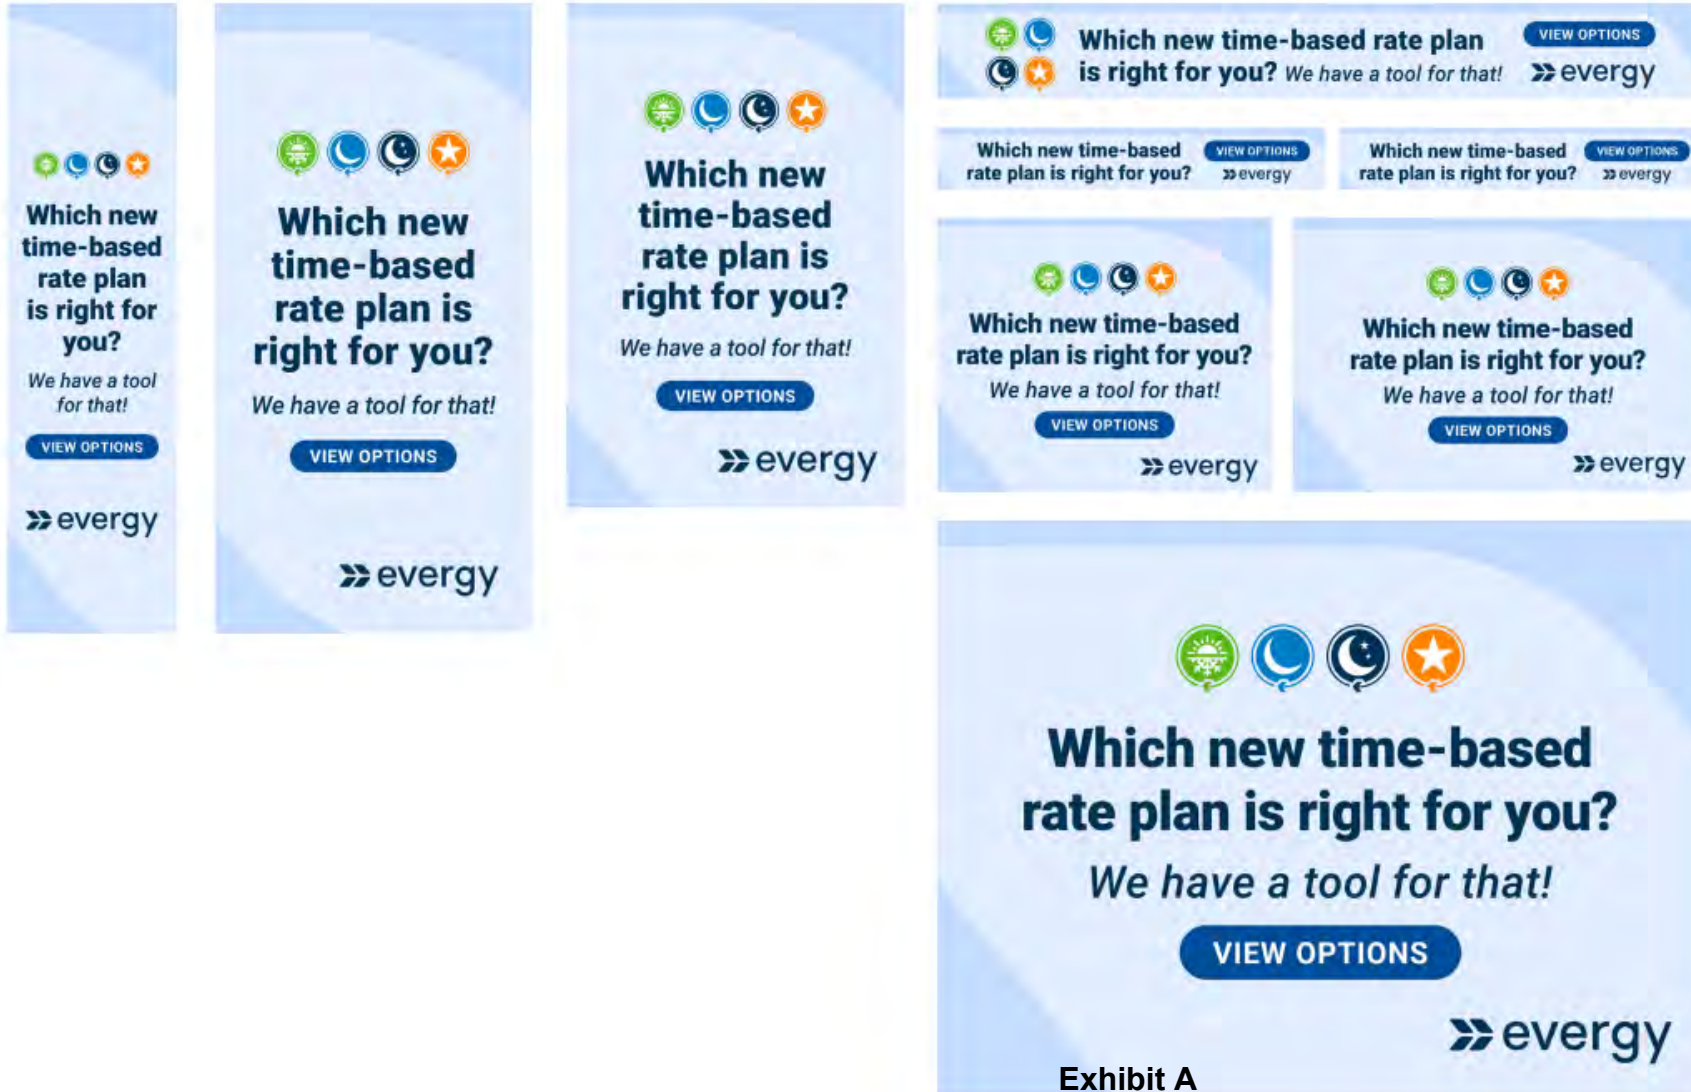 Which new
time-based
rate plan
is right for
you?
We have a tool
for that!
VIEW OPTIONS
evergy
Which new
time-based
rate plan is
right for you?
We have a tool for that!
VIEW OPTIONS
evergy
Which new
time-based
rate plan is
right for you?
We have a tool for that!
VIEW OPTIONS
evergy
Which new time-based rate plan
is right for you? We have a tool for that!
VIEW OPTIONS
evergy
Which new time-based
rate plan is right for you?
VIEW OPTIONS
evergy
Which new time-based
rate plan is right for you?
VIEW OPTIONS
evergy
Which new time-based
rate plan is right for you?
We have a tool for that!
VIEW OPTIONS
evergy
Which new time-based
rate plan is right for you?
We have a tool for that!
VIEW OPTIONS
evergy
Which new time-based
rate plan is right for you?
We have a tool for that!
VIEW OPTIONS
evergy
Exhibit A